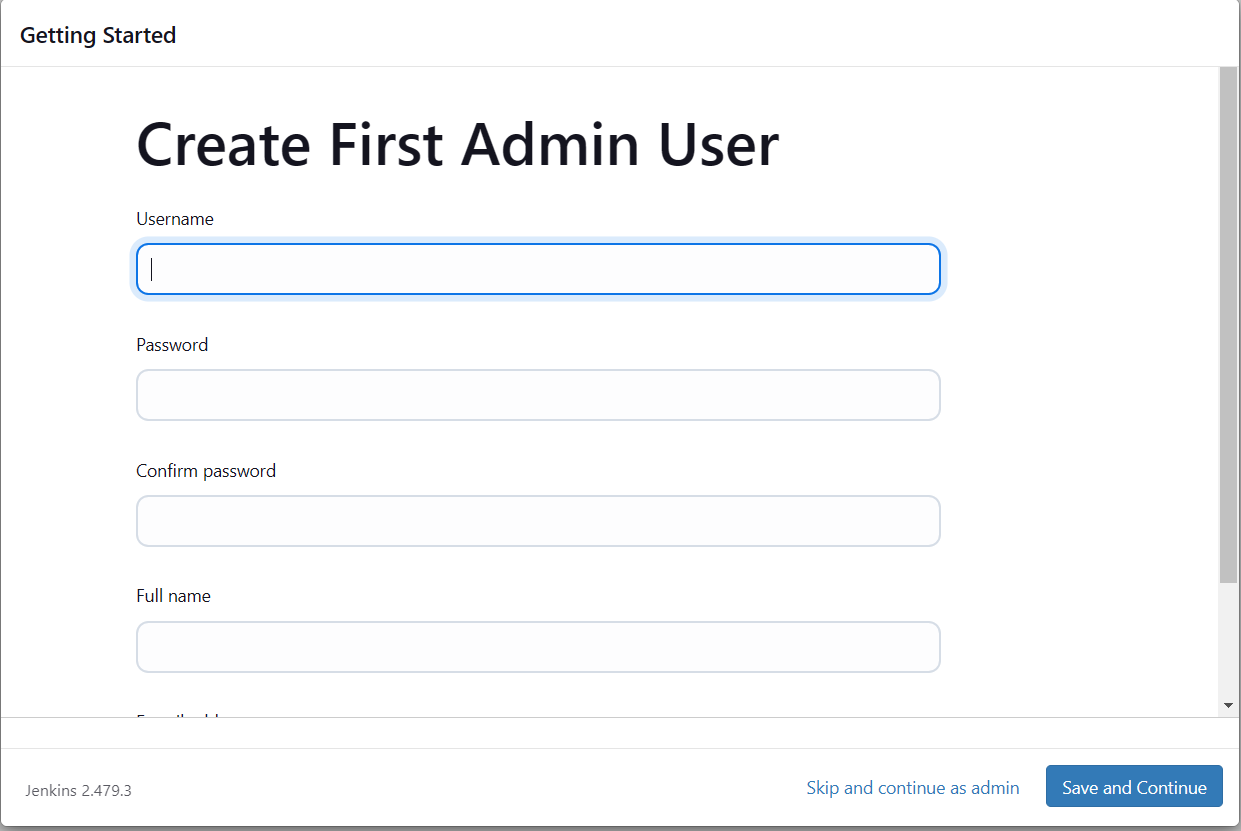 Getting Started
Create First Admin User
Username
Password
Confirm password
Full name
Jenkins 2.479.3
Skip and continue as admin
Save and Continue